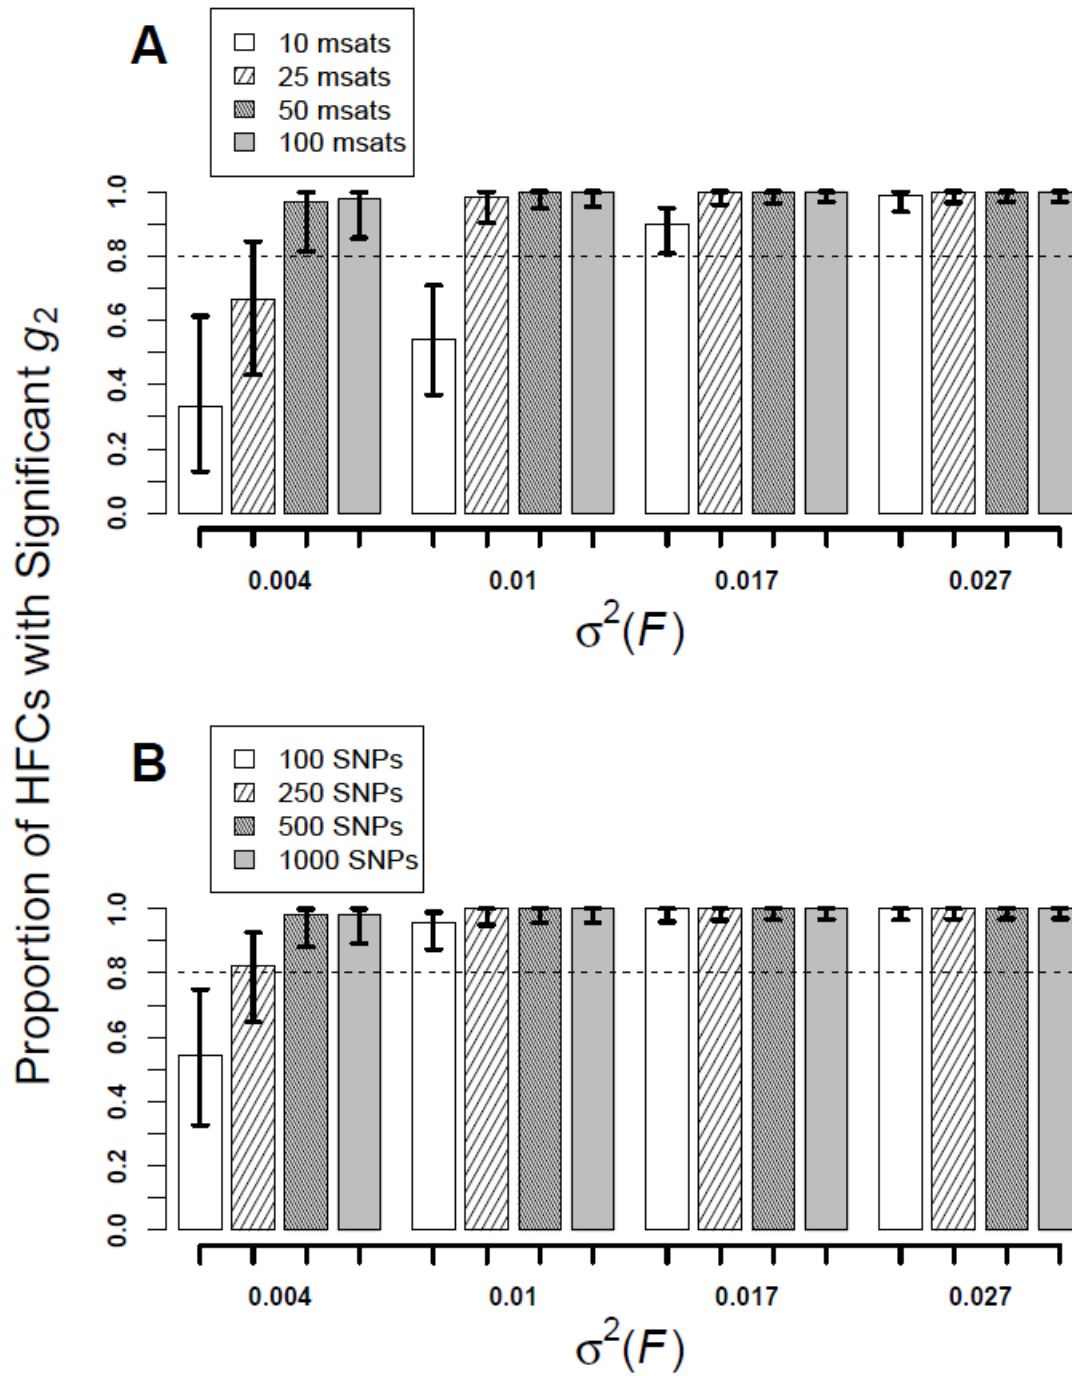 A
10 msats
25 msats
50 msats
100 msats
Proportion of HFCs with Significant g₂
1.0
0.8
0.6
0.4
0.2
0.0
0.004 0.01 0.017 0.027
σ²(F)
B
100 SNPs
250 SNPs
500 SNPs
1000 SNPs
1.0
0.8
0.6
0.4
0.2
0.0
0.004 0.01 0.017 0.027
σ²(F)